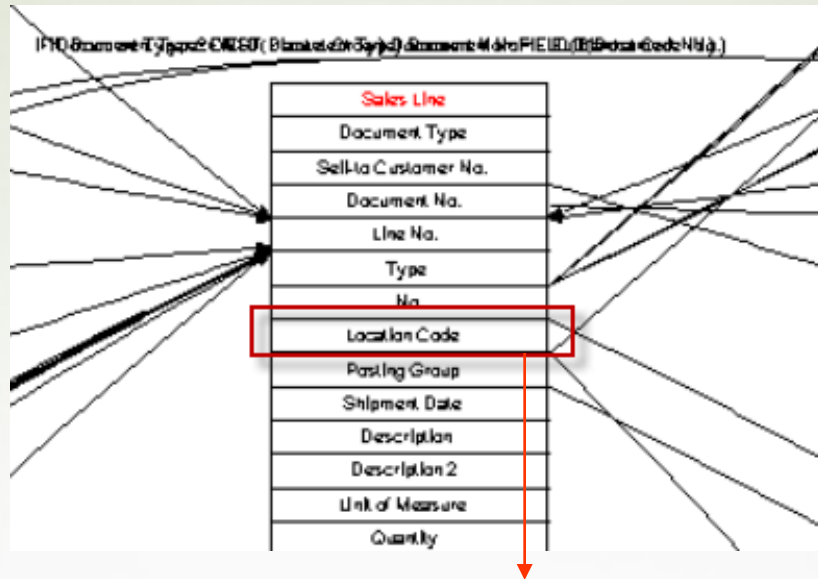 Sales Line
Document Type
Sell-to Customer No.
Document No.
Line No.
Type
No.
Location Code
Posting Group
Shipment Date
Description
Description 2
Unit of Measure
Quantity